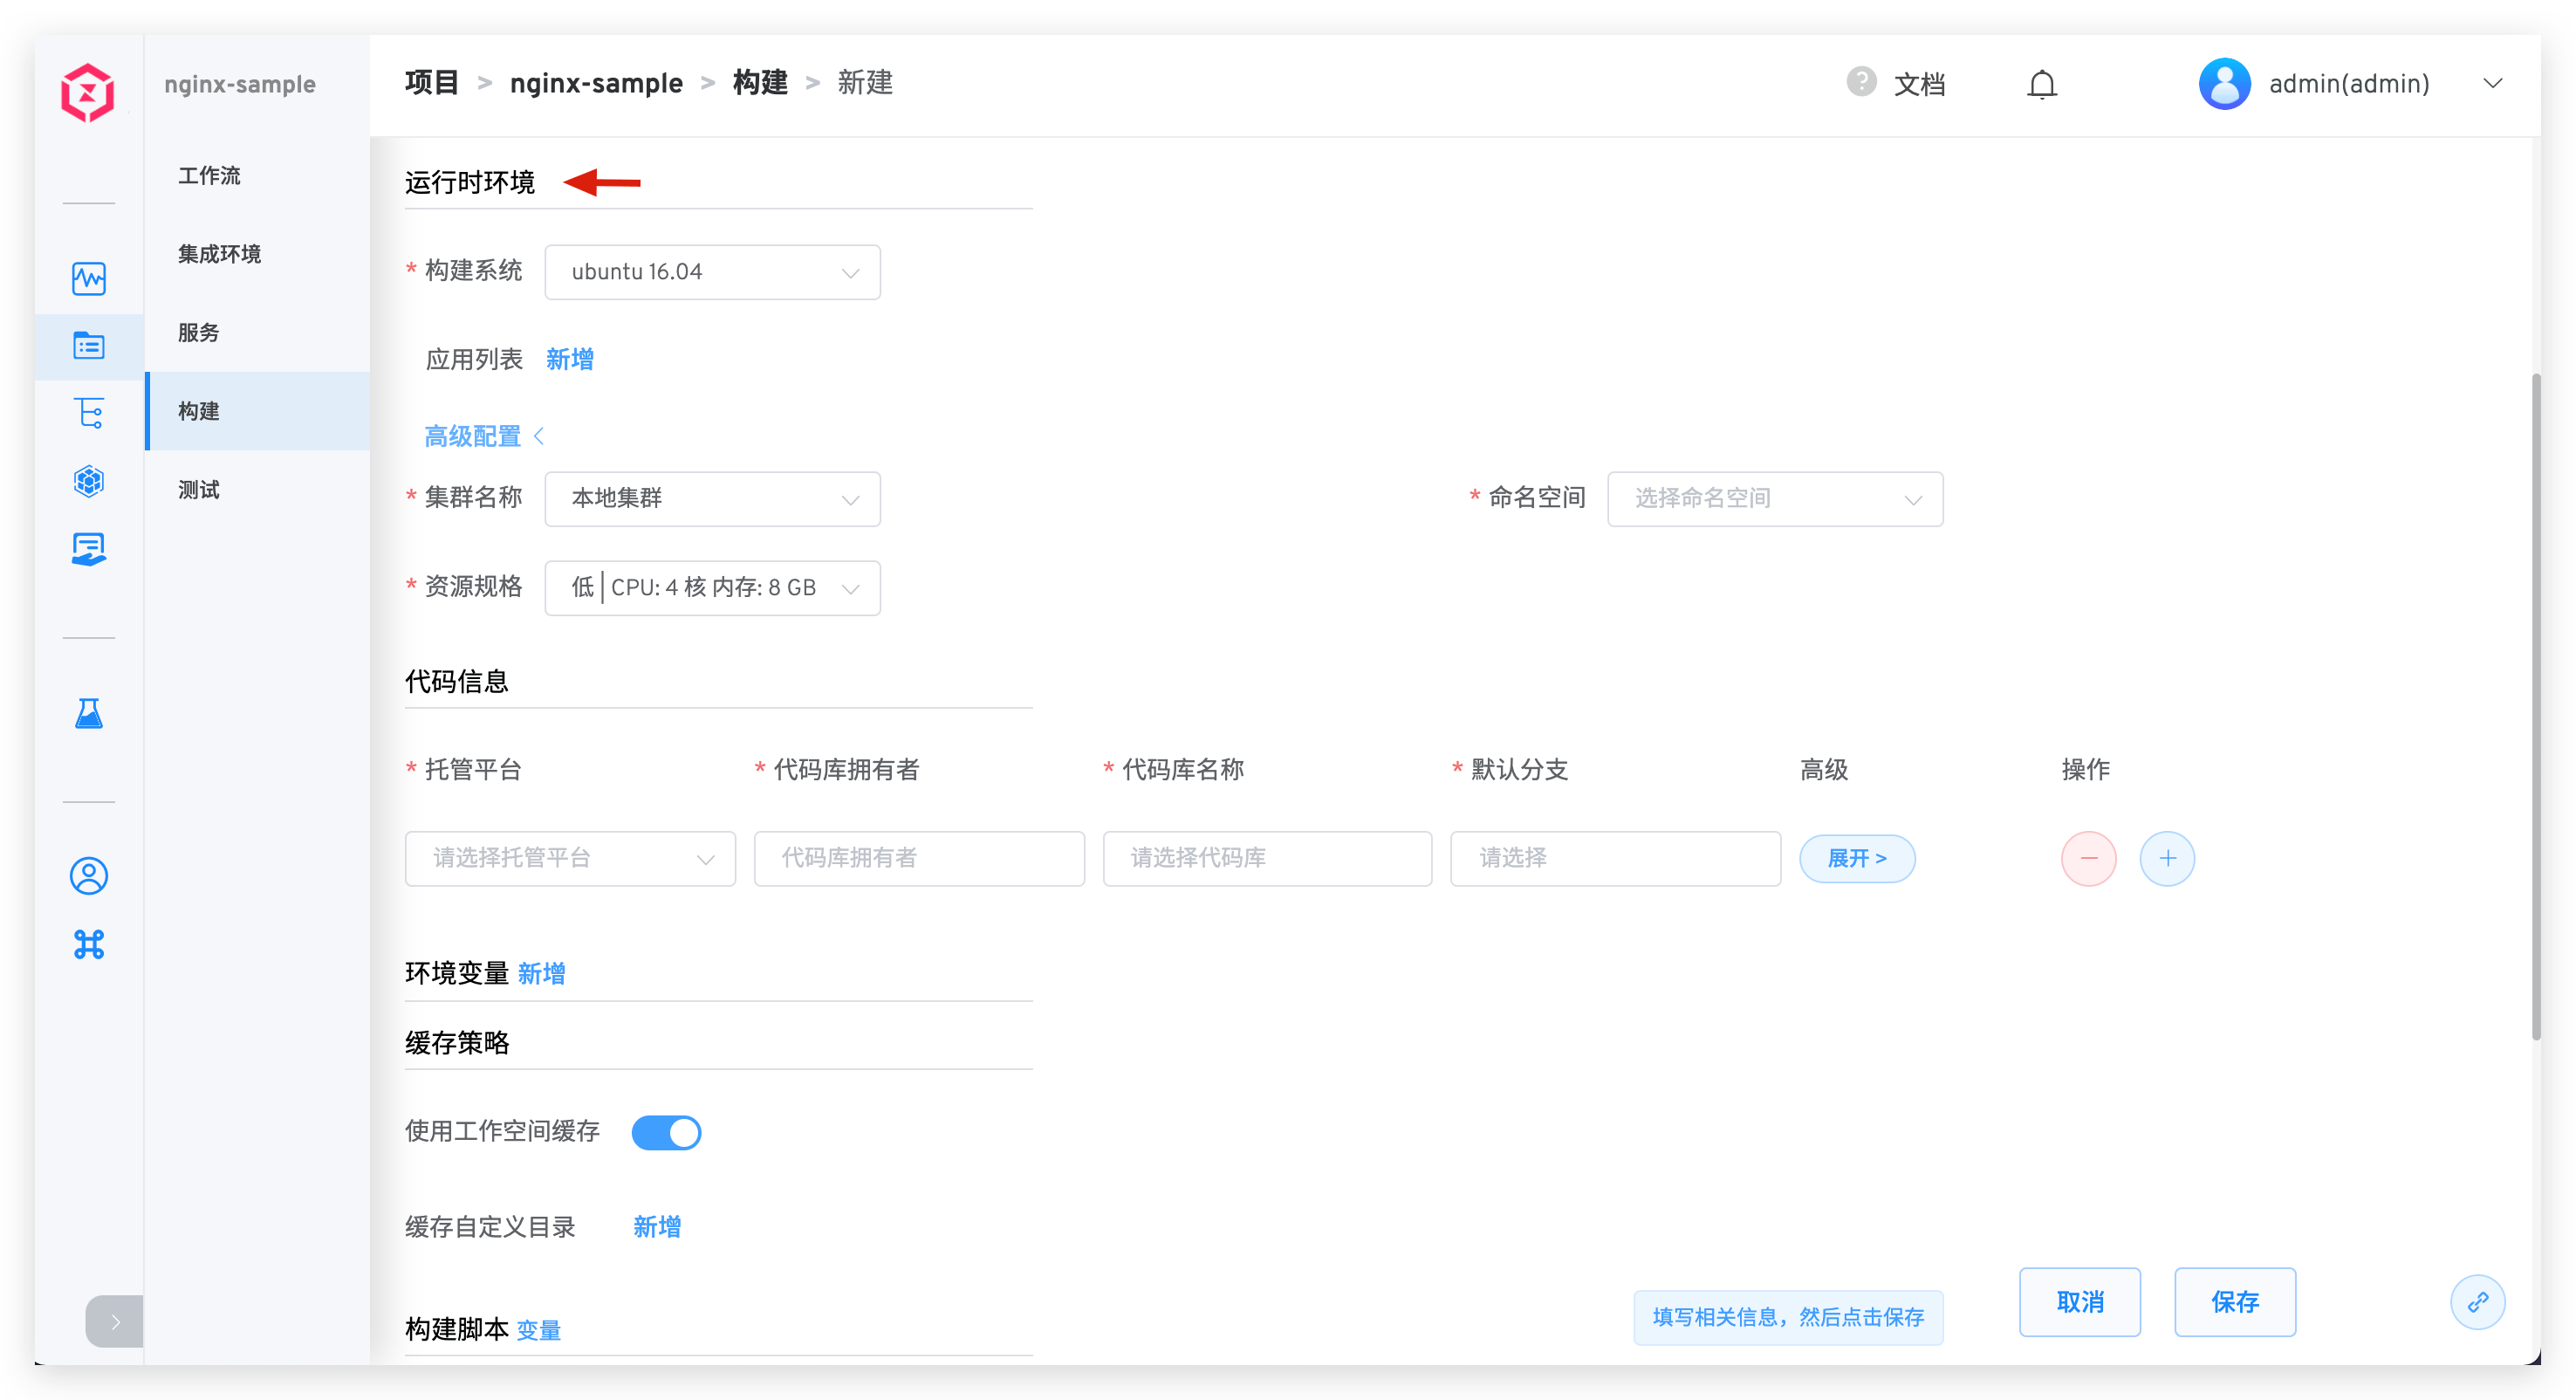 nginx-sample
工作流
集成环境
服务
构建
测试
项目 > nginx-sample > 构建 > 新建
? 文档
admin(admin)
运行时环境
* 构建系统 ubuntu 16.04
应用列表 新增
高级配置 <
* 集群名称 本地集群
* 命名空间 选择命名空间
* 资源规格 低 | CPU: 4 核 内存: 8 GB
代码信息
* 托管平台 * 代码库拥有者 * 代码库名称 * 默认分支 高级 操作
请选择托管平台 代码库拥有者 请选择代码库 请选择 展开 > − +
环境变量 新增
缓存策略
使用工作空间缓存
缓存自定义目录 新增
构建脚本 变量
填写相关信息，然后点击保存
取消
保存